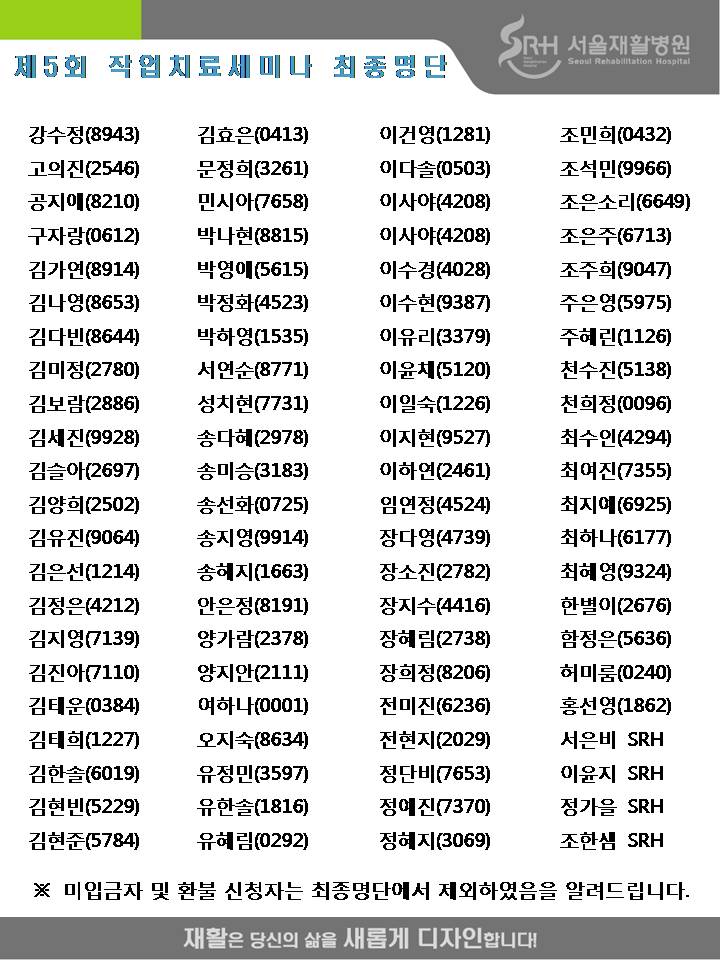 SRH 서울재활병원
Seoul Rehabilitation Hospital
제5회 작업치료세미나 최종명단
강수정(8943) 김효은(0413) 이건영(1281) 조민희(0432)
고의진(2546) 문정희(3261) 이다솔(0503) 조석민(9966)
공지애(8210) 민시아(7658) 이사야(4208) 조은소리(6649)
구자랑(0612) 박나현(8815) 이사야(4208) 조은주(6713)
김가연(8914) 박영애(5615) 이수경(4028) 조주희(9047)
김나영(8653) 박정화(4523) 이수현(9387) 주은영(5975)
김다빈(8644) 박하영(1535) 이유리(3379) 주혜린(1126)
김미정(2780) 서연순(8771) 이윤채(5120) 천수진(5138)
김보람(2886) 성치현(7731) 이일숙(1226) 천희정(0096)
김세진(9928) 송다혜(2978) 이지현(9527) 최수인(4294)
김슬아(2697) 송미승(3183) 이하연(2461) 최여진(7355)
김양희(2502) 송선화(0725) 임연정(4524) 최지예(6925)
김유진(9064) 송지영(9914) 장다영(4739) 최하나(6177)
김은선(1214) 송혜지(1663) 장소진(2782) 최혜영(9324)
김정은(4212) 안은정(8191) 장지수(4416) 한별이(2676)
김지영(7139) 양가람(2378) 장혜림(2738) 함정은(5636)
김진아(7110) 양지안(2111) 장희정(8206) 허미룸(0240)
김태운(0384) 여하나(0001) 전미진(6236) 홍선영(1862)
김태희(1227) 오지숙(8634) 전현지(2029) 서은비 SRH
김한솔(6019) 유정민(3597) 정단비(7653) 이윤지 SRH
김현빈(5229) 유한솔(1816) 정예진(7370) 정가을 SRH
김현준(5784) 유혜림(0292) 정혜지(3069) 조한샘 SRH
※ 미입금자 및 환불 신청자는 최종명단에서 제외하였음을 알려드립니다.
재활은 당신의 삶을 새롭게 디자인합니다!